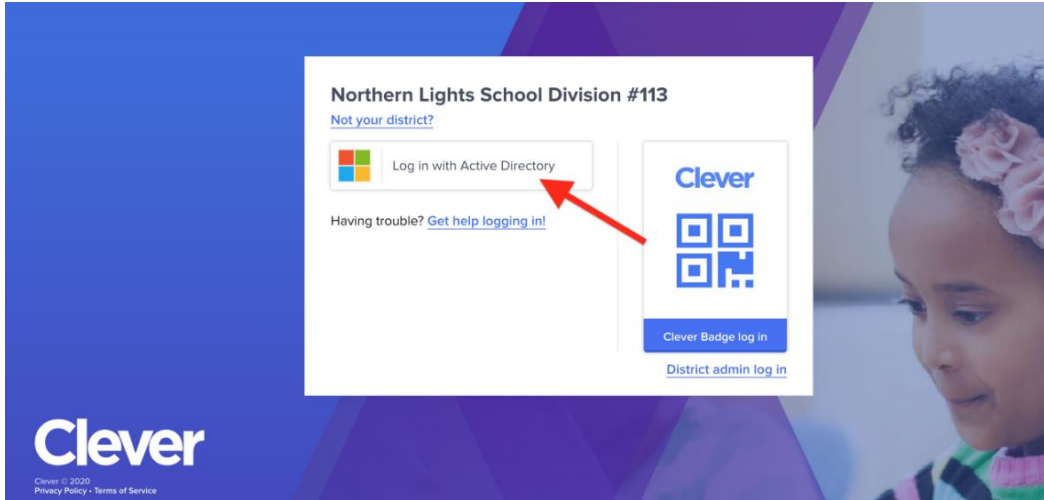 Northern Lights School Division #113
Not your district?
Log in with Active Directory
Having trouble? Get help logging in!
Clever
Clever Badge log in
District admin log in
Clever
Clever © 2020
Privacy Policy • Terms of Service